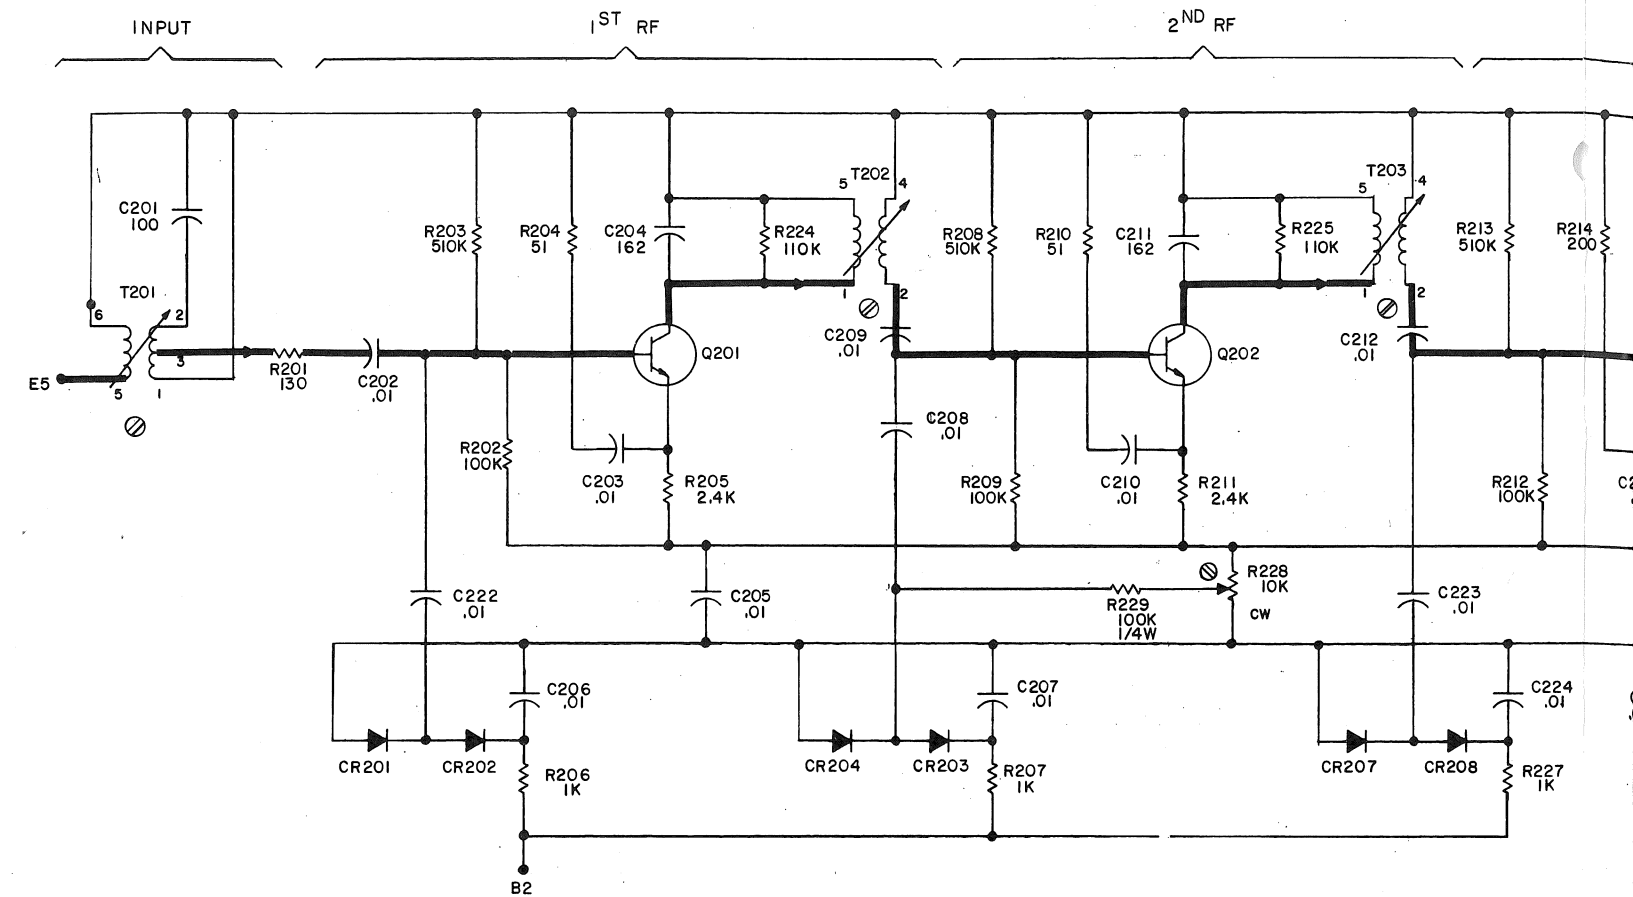 INPUT
1ST RF
2ND RF
C201
100
T201
6
2
3
5
1
E5
R201
130
C202
.01
R203
510K
R204
51
C204
162
R224
110K
5
T202
4
1
2
Q201
C209
.01
R202
100K
C203
.01
R205
2.4K
C208
.01
R208
510K
R210
51
C211
162
R225
110K
5
T203
4
1
2
Q202
C212
.01
R209
100K
C210
.01
R211
2.4K
R213
510K
R214
200
R212
100K
C222
.01
C205
.01
R229
100K
1/4W
R228
10K
CW
C223
.01
C206
.01
C207
.01
C224
.01
CR201
CR202
R206
1K
CR204
CR203
R207
1K
CR207
CR208
R227
1K
B2